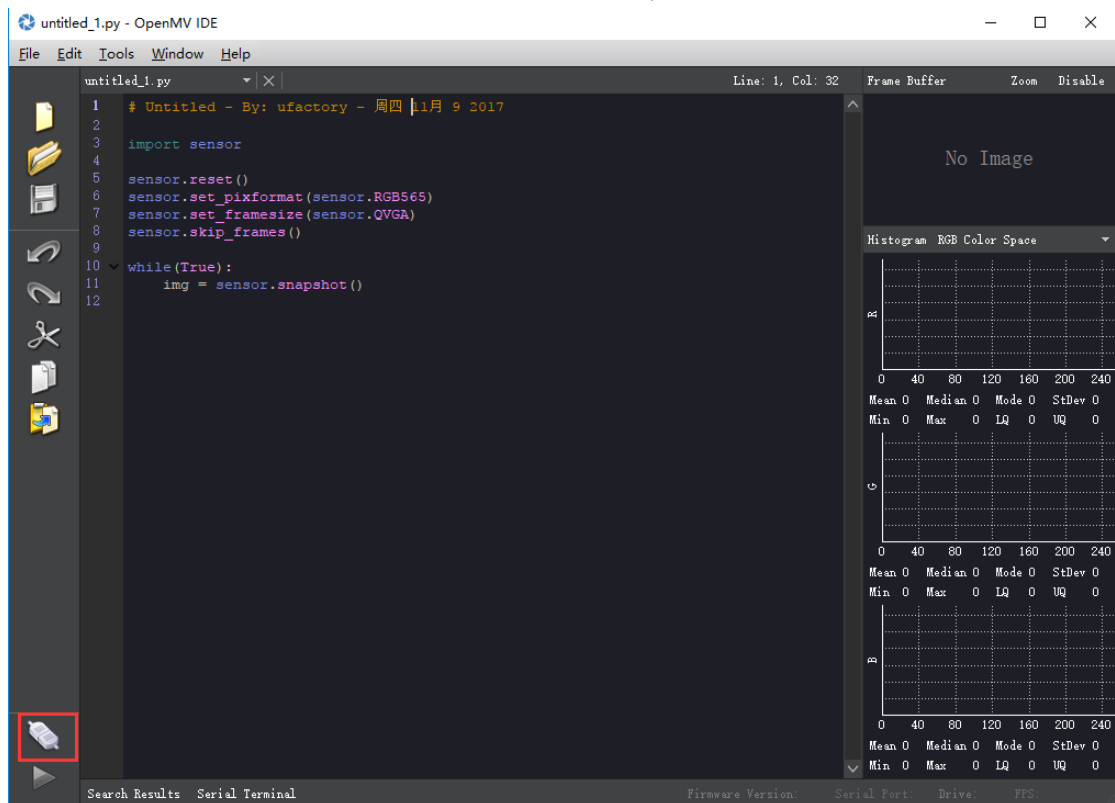 untitled_1.py - OpenMV IDE
File Edit Tools Window Help
untitled_1.py
Line: 1, Col: 32
Frame Buffer Zoom Disable
1 # Untitled - By: ufactory - 周四 11月 9 2017
2
3 import sensor
4
5 sensor.reset()
6 sensor.set_pixformat(sensor.RGB565)
7 sensor.set_framesize(sensor.QVGA)
8 sensor.skip_frames()
9
10 while(True):
11 img = sensor.snapshot()
12
No Image
Histogram RGB Color Space
R
0 40 80 120 160 200 240
Mean 0 Median 0 Mode 0 StDev 0
Min 0 Max 0 LQ 0 UQ 0
G
0 40 80 120 160 200 240
Mean 0 Median 0 Mode 0 StDev 0
Min 0 Max 0 LQ 0 UQ 0
B
0 40 80 120 160 200 240
Mean 0 Median 0 Mode 0 StDev 0
Min 0 Max 0 LQ 0 UQ 0
Search Results Serial Terminal
Firmware Version: Serial Port: Drive: FPS: